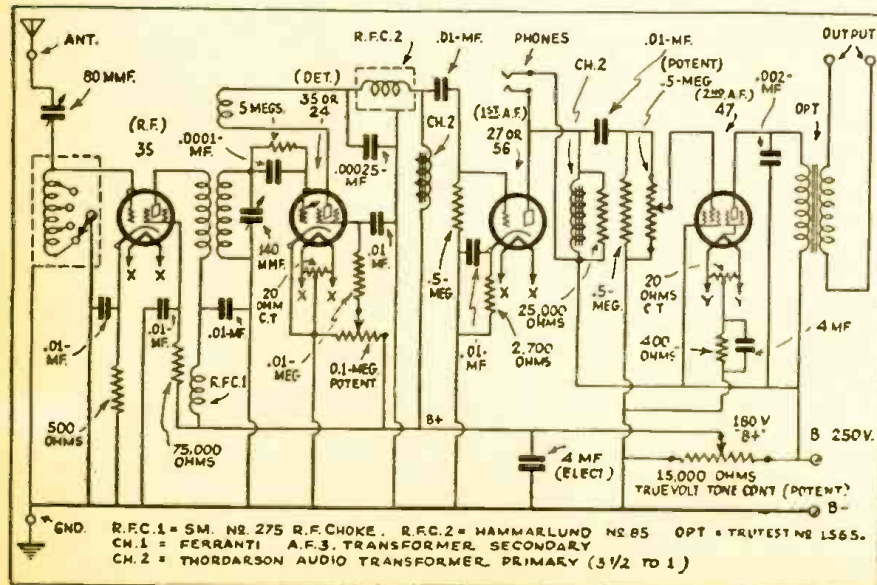 ANT.
80 MMF.
(R.F.)
35
.0001-
MF.
5 MEGS.
(DET.)
35 OR
24
R.F.C.2
.01-MF.
.00025-
MF
CH.2
PHONES
(1ST A.F.)
27 OR
56
CH.2
.01-MF.
(POTENT)
.5-MEG
(2ND A.F.)
47
.002-
MF
OUTPUT
OPT
X
X
140
MMF.
20
OHM
C.T
X
X
.01
MF.
.5-
MEG
X
X
25,000
OHMS
.5-
MEG.
20
OHMS
C.T
Y
Y
.01-
MF.
.01-
MF.
.01-MF
R.F.C.1
.01-
MEG
0.1-MEG
POTENT
.01-
MF
2,700
OHMS
400
OHMS
4 MF
500
OHMS
75,000
OHMS
B+
4 MF
(ELECT.)
180 V
"B+"
B 250V.
15,000 OHMS
TRUEVOLT TONE CONT (POTENT)
B-
GND.
R.F.C.1 = SM. NO. 275 R.F. CHOKE. R.F.C.2 = HAMMARLUND NO 85 OPT = TRUTEST NO 1S65.
CH.1 = FERRANTI A.F.3. TRANSFORMER SECONDARY
CH.2 = THORDARSON AUDIO TRANSFORMER PRIMARY (3 1/2 TO 1)